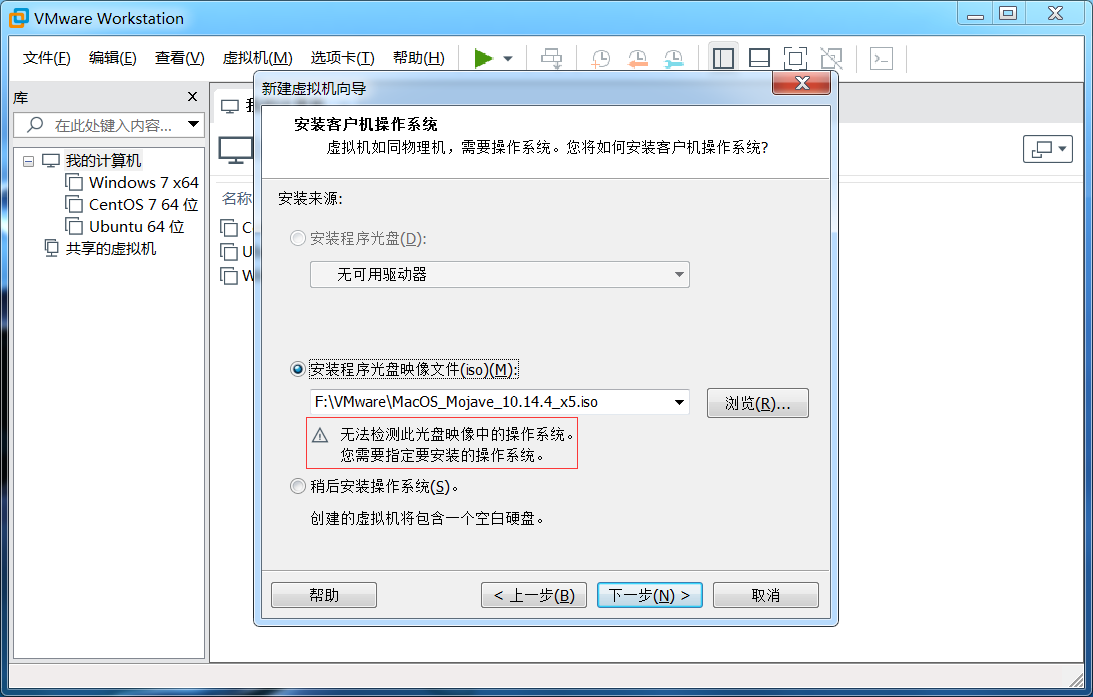 VMware Workstation
文件(F) 编辑(E) 查看(V) 虚拟机(M) 选项卡(T) 帮助(H)
库
在此处键入内容...
我的计算机
Windows 7 x64
CentOS 7 64 位
Ubuntu 64 位
共享的虚拟机
名称
新建虚拟机向导
安装客户机操作系统
虚拟机如同物理机，需要操作系统。您将如何安装客户机操作系统?
安装来源:
安装程序光盘(D):
无可用驱动器
安装程序光盘映像文件(iso)(M):
F:\VMware\MacOS_Mojave_10.14.4_x5.iso
浏览(R)...
无法检测此光盘映像中的操作系统。
您需要指定要安装的操作系统。
稍后安装操作系统(S)。
创建的虚拟机将包含一个空白硬盘。
帮助
< 上一步(B)
下一步(N) >
取消